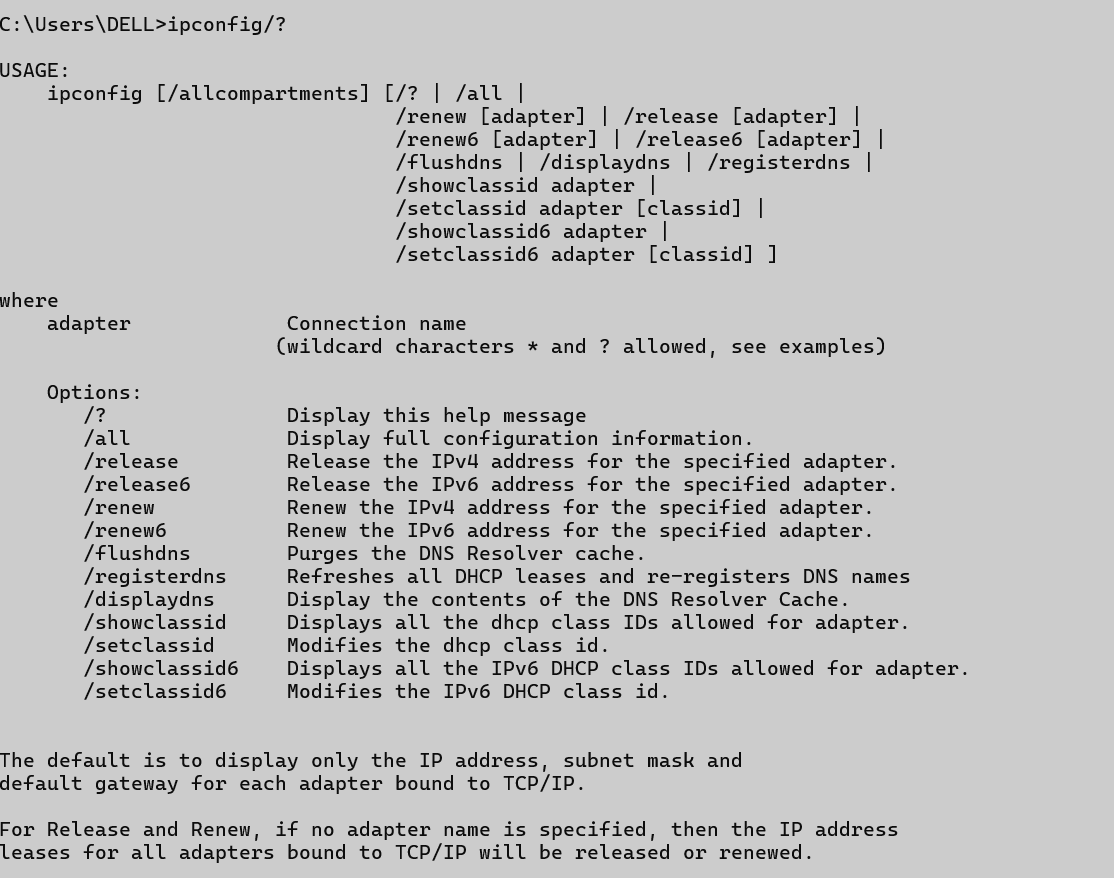 C:\Users\DELL>ipconfig/?

USAGE:
    ipconfig [/allcompartments] [/? | /all |
                                 /renew [adapter] | /release [adapter] |
                                 /renew6 [adapter] | /release6 [adapter] |
                                 /flushdns | /displaydns | /registerdns |
                                 /showclassid adapter |
                                 /setclassid adapter [classid] |
                                 /showclassid6 adapter |
                                 /setclassid6 adapter [classid] ]

where
    adapter             Connection name
                       (wildcard characters * and ? allowed, see examples)

    Options:
       /?               Display this help message
       /all             Display full configuration information.
       /release         Release the IPv4 address for the specified adapter.
       /release6        Release the IPv6 address for the specified adapter.
       /renew           Renew the IPv4 address for the specified adapter.
       /renew6          Renew the IPv6 address for the specified adapter.
       /flushdns        Purges the DNS Resolver cache.
       /registerdns     Refreshes all DHCP leases and re-registers DNS names
       /displaydns      Display the contents of the DNS Resolver Cache.
       /showclassid     Displays all the dhcp class IDs allowed for adapter.
       /setclassid      Modifies the dhcp class id.
       /showclassid6    Displays all the IPv6 DHCP class IDs allowed for adapter.
       /setclassid6     Modifies the IPv6 DHCP class id.


The default is to display only the IP address, subnet mask and
default gateway for each adapter bound to TCP/IP.

For Release and Renew, if no adapter name is specified, then the IP address
leases for all adapters bound to TCP/IP will be released or renewed.